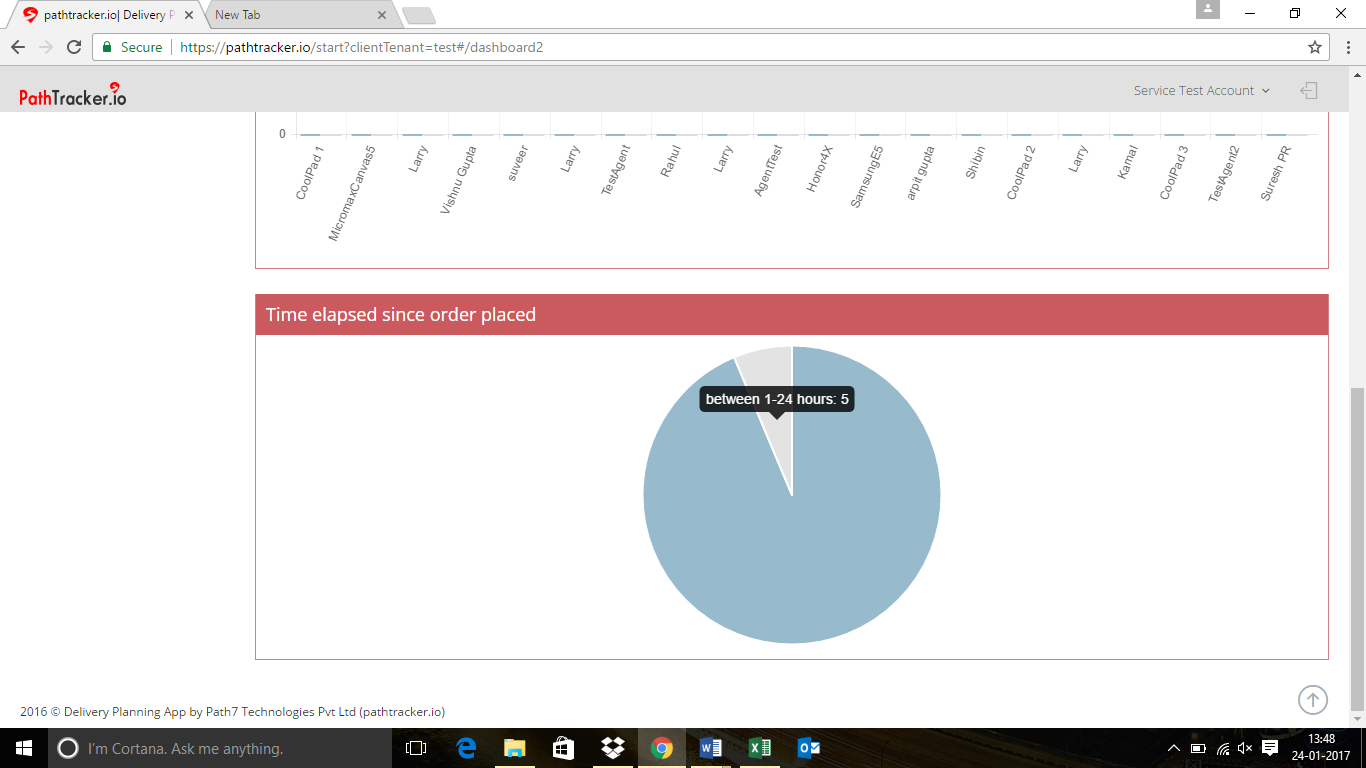 pathtracker.io| Delivery P
New Tab
Secure
https://pathtracker.io/start?clientTenant=test#/dashboard2
PathTracker.io
Service Test Account
0
CoolPad 1
MicromaxCanvas5
Larry
Vishnu Gupta
suveer
Larry
TestAgent
Rahul
Larry
AgentTest
Honor4X
SamsungE5
arpit gupta
Shibin
CoolPad 2
Larry
Kamal
CoolPad 3
TestAgent2
Suresh PR
Time elapsed since order placed
between 1-24 hours: 5
2016 © Delivery Planning App by Path7 Technologies Pvt Ltd (pathtracker.io)
I'm Cortana. Ask me anything.
13:48
24-01-2017